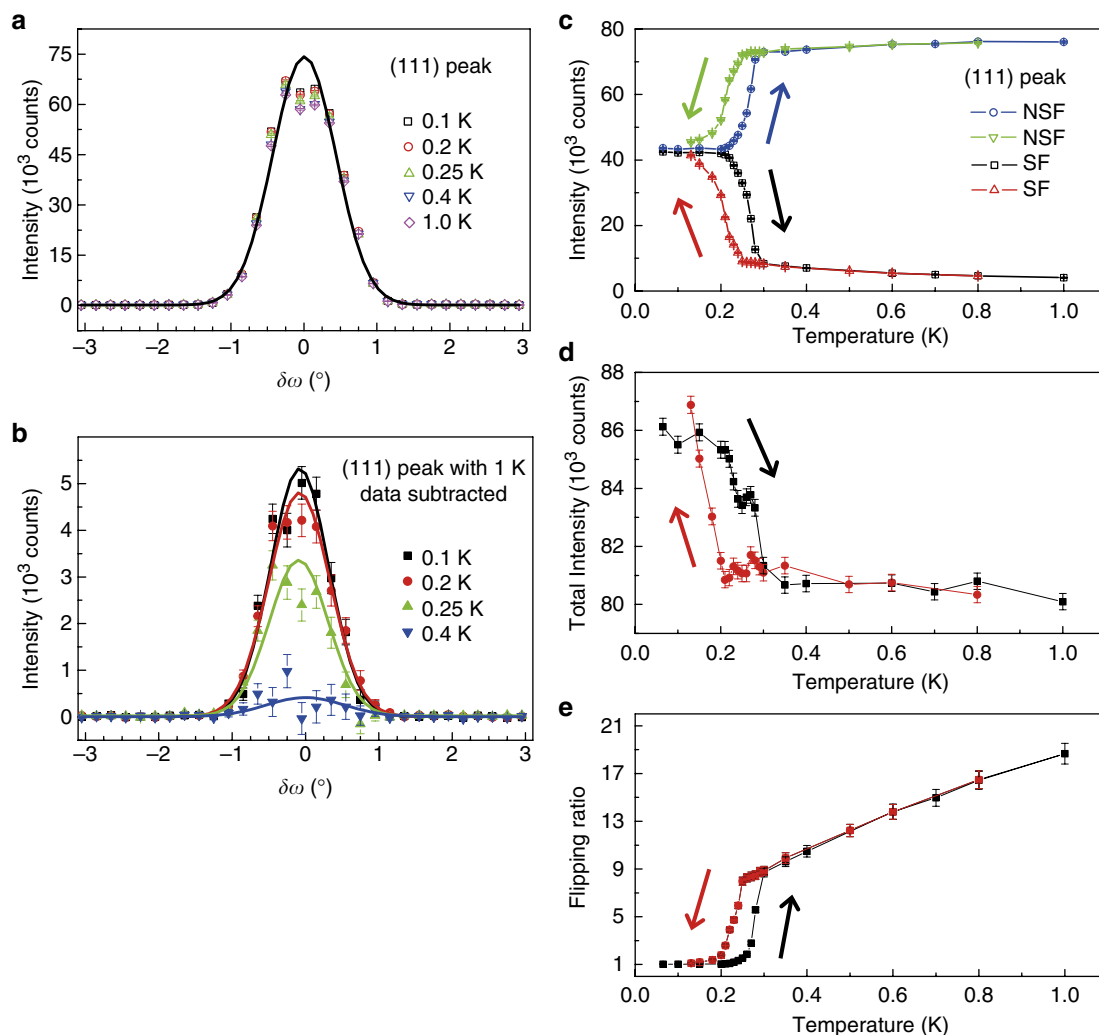 a
(111) peak
0.1 K
0.2 K
0.25 K
0.4 K
1.0 K
Intensity (10³ counts)
75
60
45
30
15
0
−3 −2 −1 0 1 2 3
δω (°)
b
(111) peak with 1 K
data subtracted
0.1 K
0.2 K
0.25 K
0.4 K
Intensity (10³ counts)
5
4
3
2
1
0
−3 −2 −1 0 1 2 3
δω (°)
c
(111) peak
NSF
NSF
SF
SF
Intensity (10³ counts)
80
60
40
20
0
0.0 0.2 0.4 0.6 0.8 1.0
Temperature (K)
d
Total Intensity (10³ counts)
88
86
84
82
80
0.0 0.2 0.4 0.6 0.8 1.0
Temperature (K)
e
Flipping ratio
21
17
13
9
5
1
0.0 0.2 0.4 0.6 0.8 1.0
Temperature (K)